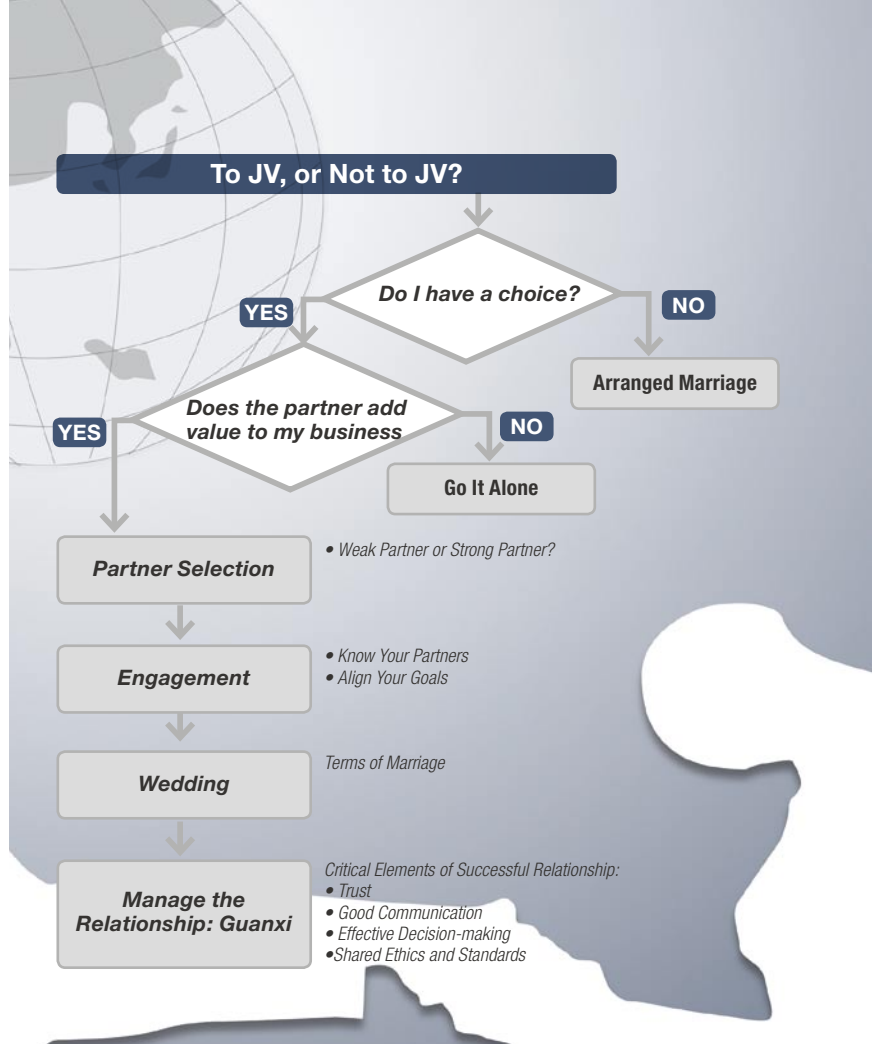 To JV, or Not to JV?
Do I have a choice?
YES
NO
Arranged Marriage
Does the partner add
value to my business
YES
NO
Go It Alone
Partner Selection
• Weak Partner or Strong Partner?
Engagement
• Know Your Partners
• Align Your Goals
Wedding
Terms of Marriage
Manage the
Relationship: Guanxi
Critical Elements of Successful Relationship:
• Trust
• Good Communication
• Effective Decision-making
•Shared Ethics and Standards